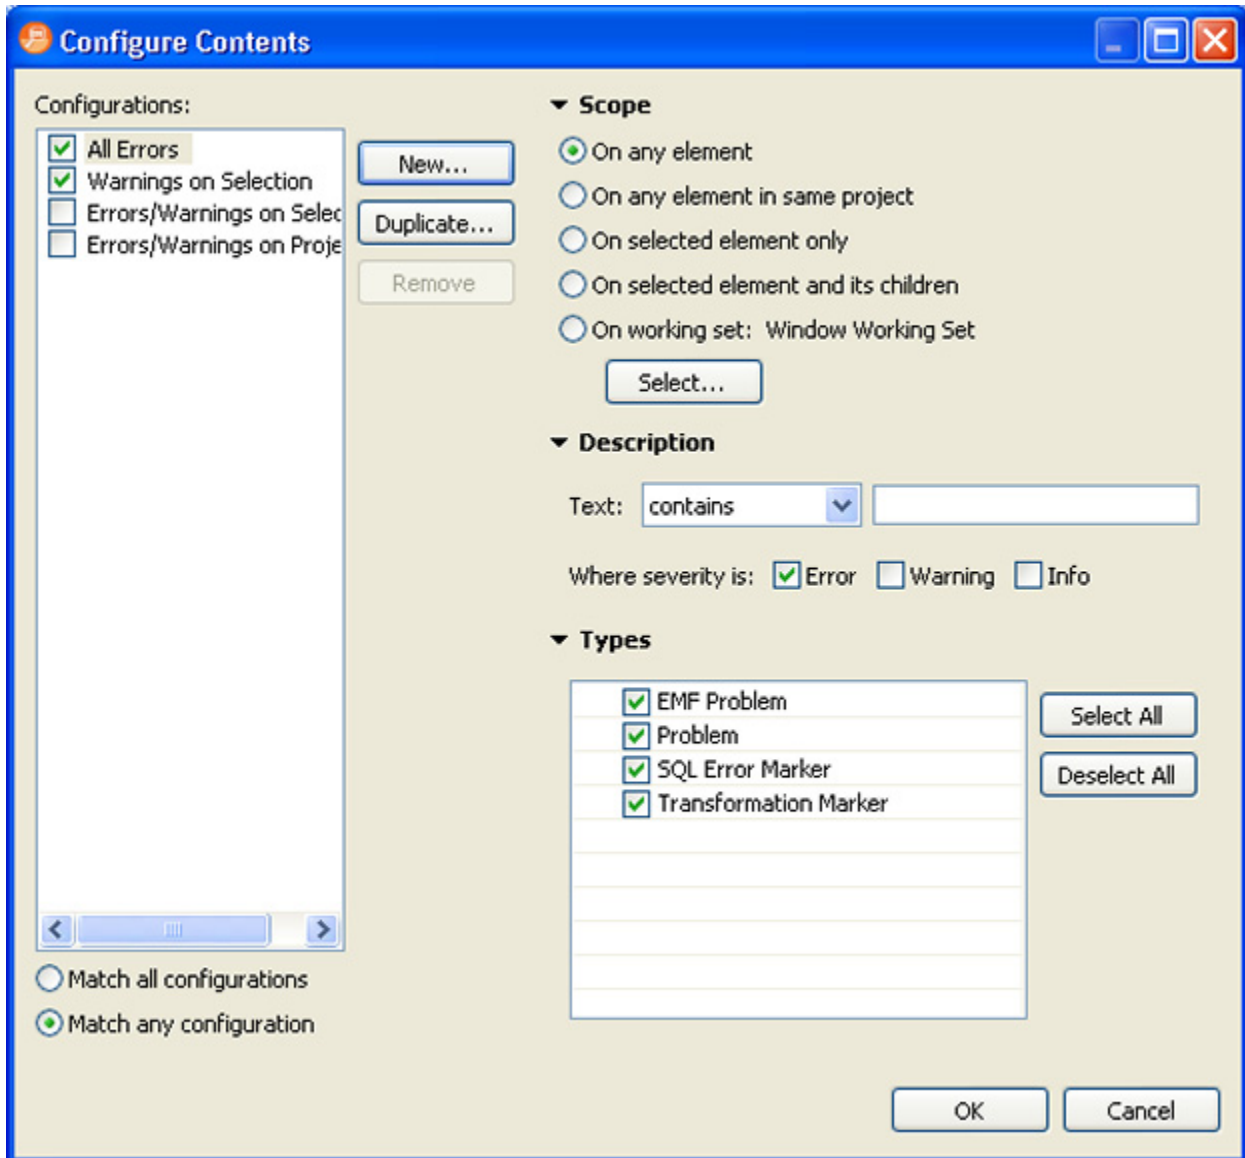 Configure Contents
Configurations:
All Errors
Warnings on Selection
Errors/Warnings on Selec
Errors/Warnings on Proje
New...
Duplicate...
Remove
Match all configurations
Match any configuration
Scope
On any element
On any element in same project
On selected element only
On selected element and its children
On working set: Window Working Set
Select...
Description
Text: contains
Where severity is: Error Warning Info
Types
EMF Problem
Problem
SQL Error Marker
Transformation Marker
Select All
Deselect All
OK Cancel